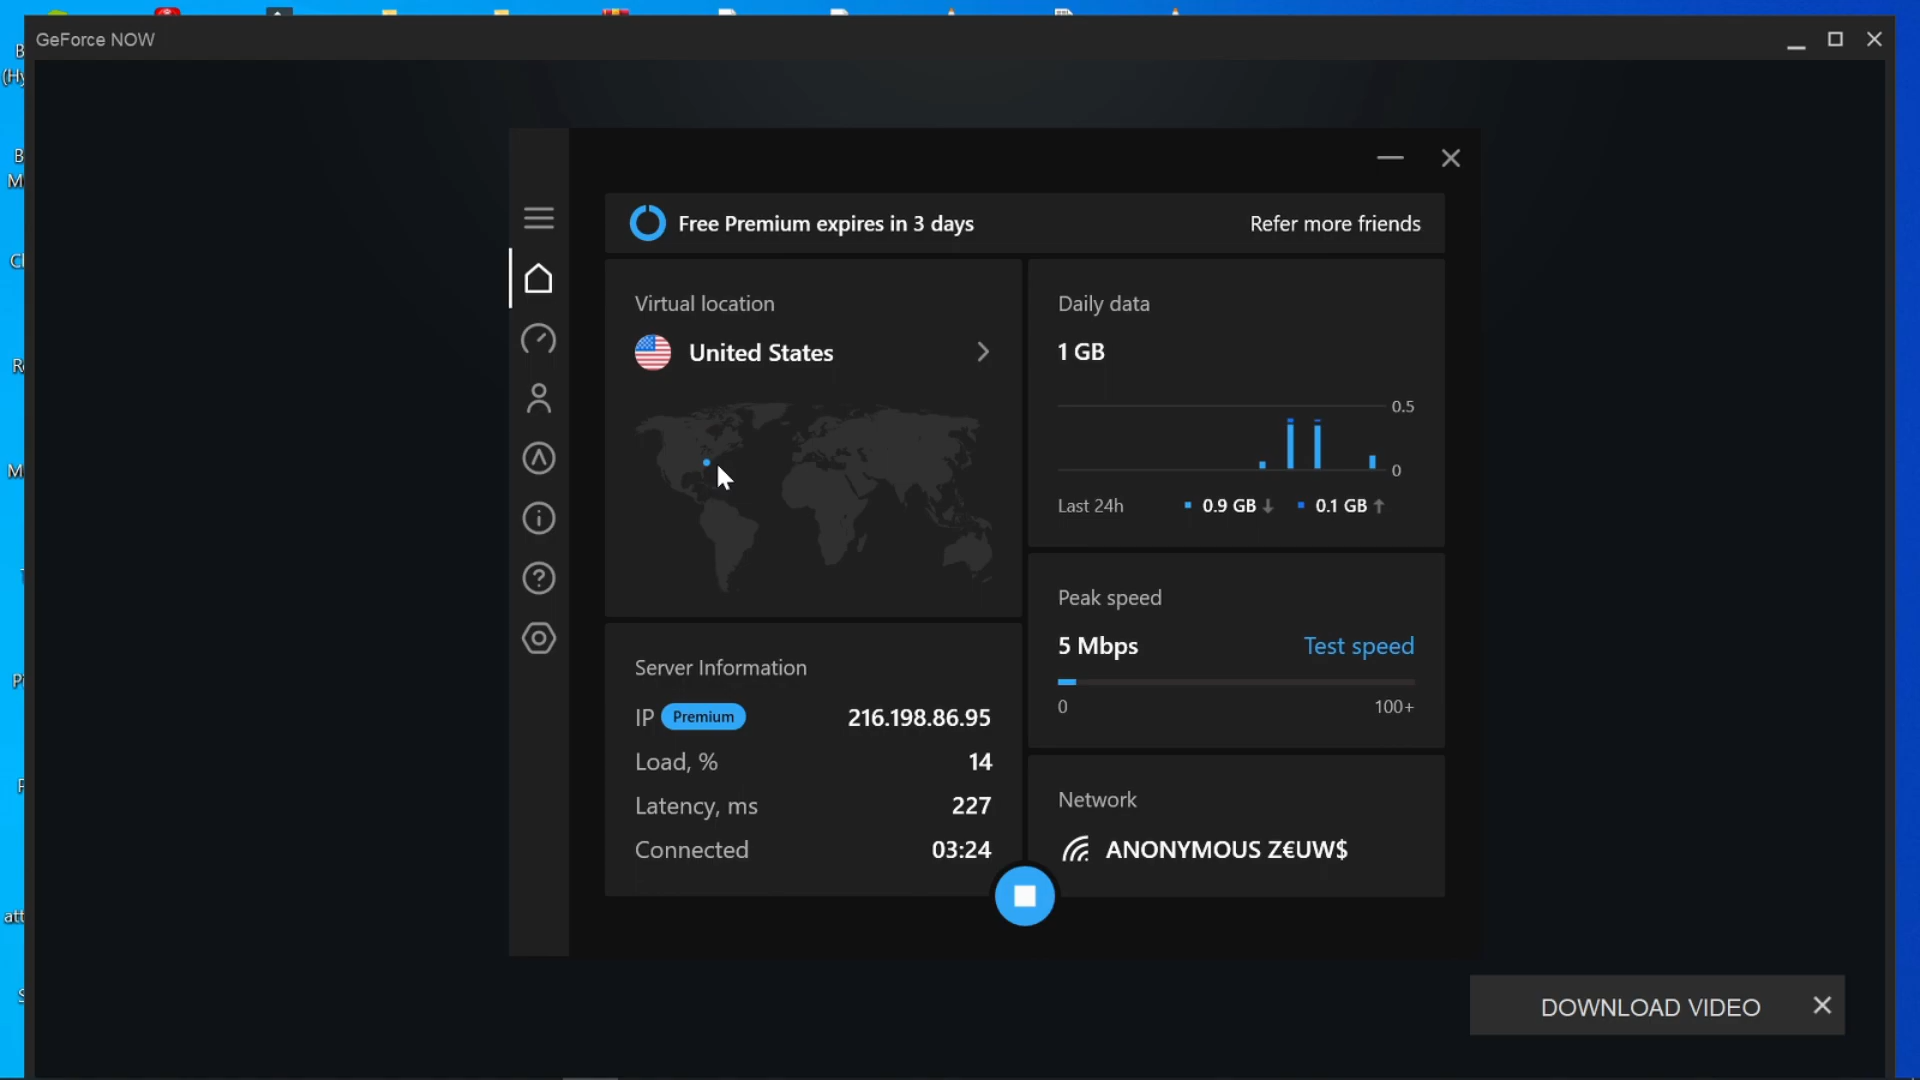 GeForce NOW
Free Premium expires in 3 days
Refer more friends
Virtual location
United States
Daily data
1 GB
0.5
0
Last 24h
0.9 GB ↓
0.1 GB ↑
Peak speed
5 Mbps
Test speed
0
100+
Server Information
IP Premium 216.198.86.95
Load, % 14
Latency, ms 227
Connected 03:24
Network
ANONYMOUS Z€UW$
DOWNLOAD VIDEO